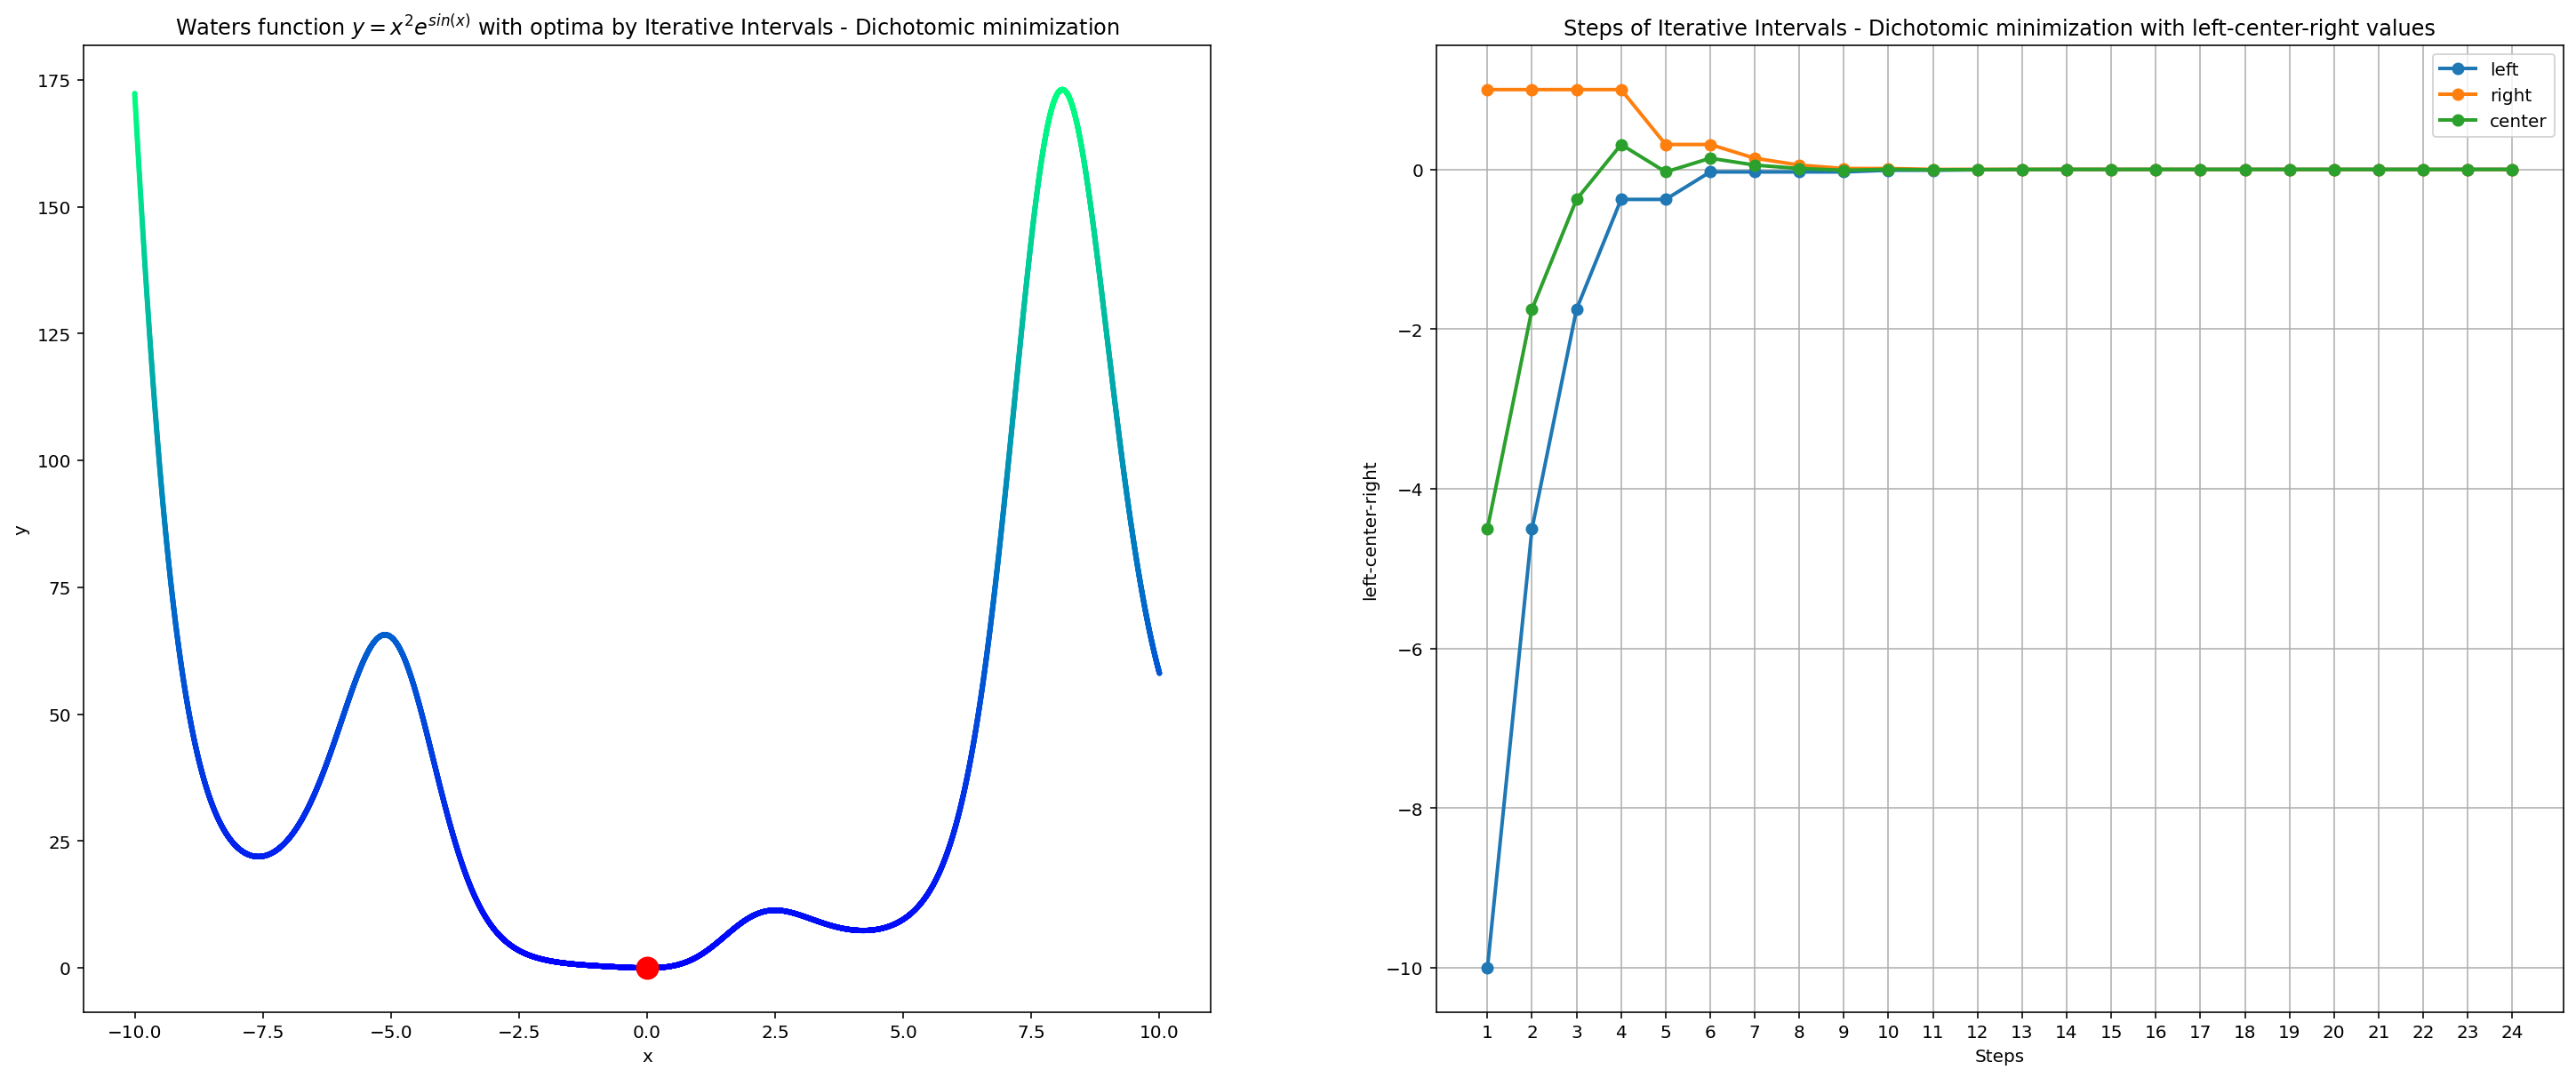 Waters function y = x²e^{sin(x)} with optima by Iterative Intervals - Dichotomic minimization
175
150
125
100
75
50
25
0
y
−10.0 −7.5 −5.0 −2.5 0.0 2.5 5.0 7.5 10.0
x
Steps of Iterative Intervals - Dichotomic minimization with left-center-right values
left
right
center
0
−2
−4
−6
−8
−10
left-center-right
1 2 3 4 5 6 7 8 9 10 11 12 13 14 15 16 17 18 19 20 21 22 23 24
Steps